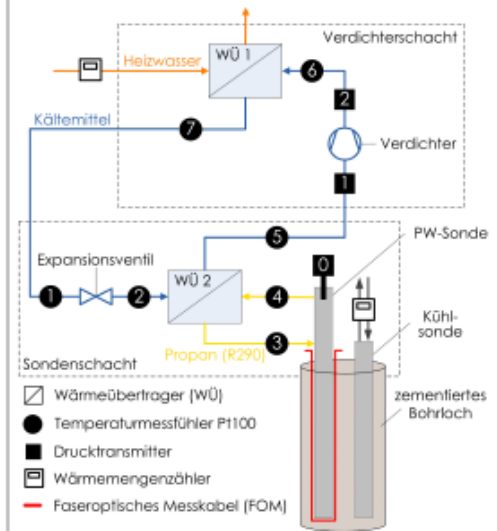 Verdichterschacht
WÜ 1
Heizwasser
6
2
Kältemittel
7
Verdichter
1
5
PW-Sonde
Expansionsventil
0
WÜ 2
1
2
4
Kühl-
sonde
3
Propan (R290)
Sondenschacht
zementiertes
Bohrloch
Wärmeübertrager (WÜ)
Temperaturmessfühler Pt100
Drucktransmitter
Wärmemengenzähler
Faseroptisches Messkabel (FOM)